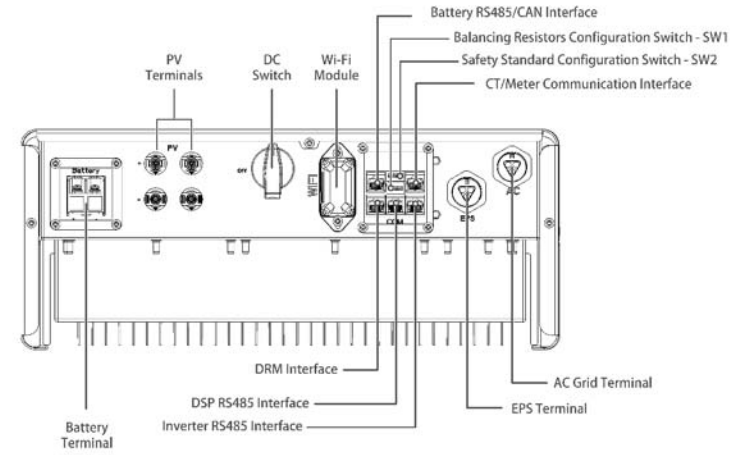 Battery RS485/CAN Interface
Balancing Resistors Configuration Switch - SW1
Safety Standard Configuration Switch - SW2
CT/Meter Communication Interface
PV
Terminals
DC
Switch
Wi-Fi
Module
PV
Battery
OFF
WIFI
COM
EPS
AC
+
-
DRM Interface
DSP RS485 Interface
Inverter RS485 Interface
AC Grid Terminal
EPS Terminal
Battery
Terminal